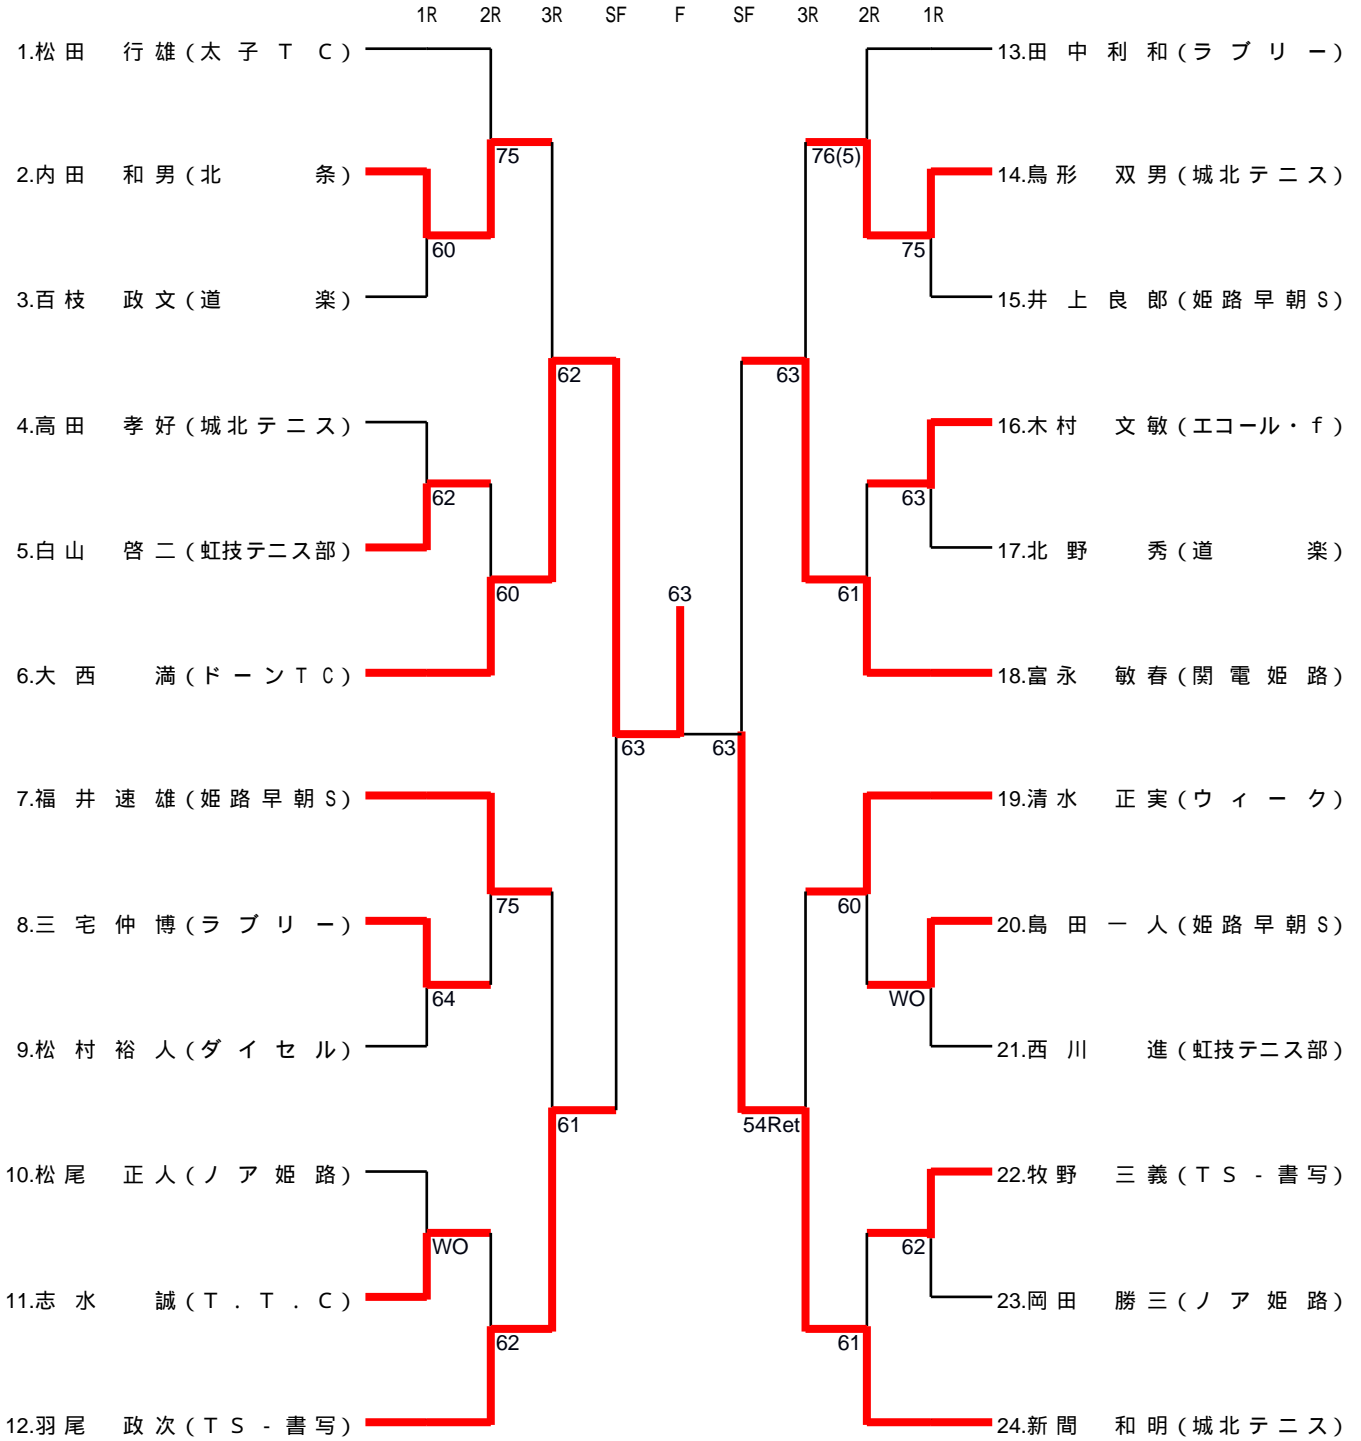 1R 2R 3R SF F SF 3R 2R 1R
1.松田 行雄(太子TC) 13.田中利和(ラブリー)
75 76(5)
2.内田 和男(北 条) 14.鳥形 双男(城北テニス)
60 75
3.百枝 政文(道 楽) 15.井上良郎(姫路早朝S)
62 63
4.高田 孝好(城北テニス) 16.木村 文敏(エコール・f)
62 63
5.白山 啓二(虹技テニス部) 17.北野 秀(道 楽)
60 63 61
6.大西 満(ドーンTC) 18.富永 敏春(関電姫路)
63 63
7.福井速雄(姫路早朝S) 19.清水 正実(ウィーク)
75 60
8.三宅仲博(ラブリー) 20.島田一人(姫路早朝S)
64 WO
9.松村裕人(ダイセル) 21.西川 進(虹技テニス部)
61 54Ret
10.松尾 正人(ノア姫路) 22.牧野 三義(TS-書写)
WO 62
11.志水 誠(T.T.C) 23.岡田 勝三(ノア姫路)
62 61
12.羽尾 政次(TS-書写) 24.新間 和明(城北テニス)